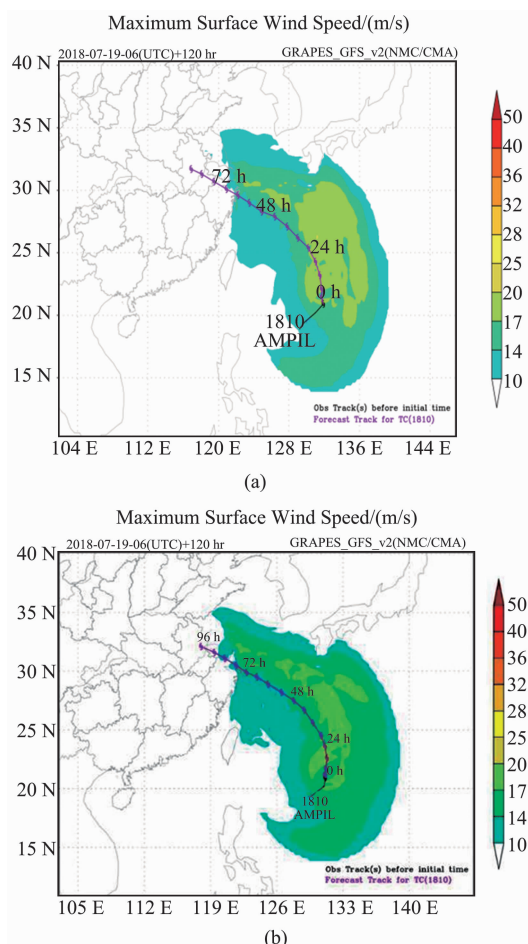 Maximum Surface Wind Speed/(m/s)
2018-07-19-06(UTC)+120 hr GRAPES_GFS_v2(NMC/CMA)
40 N
35 N
30 N
25 N
20 N
15 N
72 h
48 h
24 h
0 h
1810
AMPIL
Obs Track(s) before initial time
Forecast Track for TC(1810)
104 E 112 E 120 E 128 E 136 E 144 E
50
40
36
32
28
25
20
17
14
10
(a)
Maximum Surface Wind Speed/(m/s)
2018-07-19-06(UTC)+120 hr GRAPES_GFS_v2(NMC/CMA)
40 N
35 N
30 N
25 N
20 N
15 N
96 h
72 h
48 h
24 h
0 h
1810
AMPIL
Obs Track(s) before initial time
Forecast Track for TC(1810)
105 E 112 E 119 E 126 E 133 E 140 E
50
40
36
32
28
25
20
17
14
10
(b)